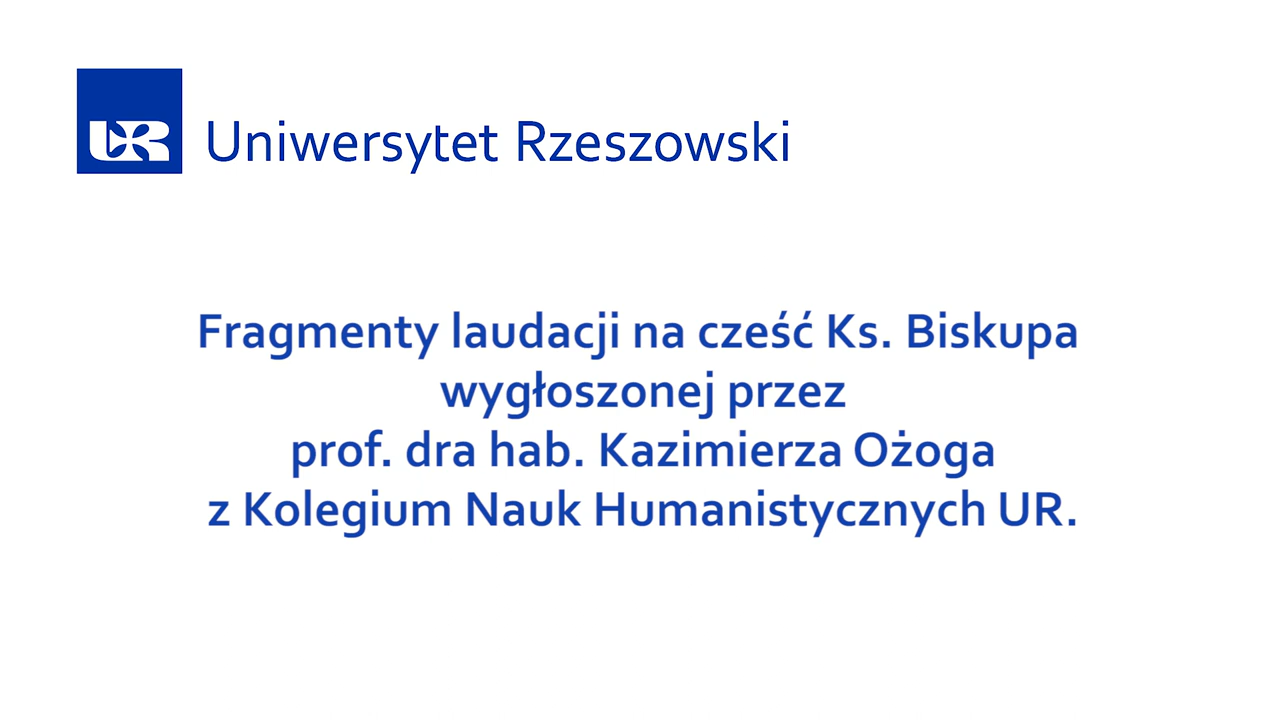 UR Uniwersytet Rzeszowski
Fragmenty laudacji na cześć Ks. Biskupa
wygłoszonej przez
prof. dra hab. Kazimierza Ożoga
z Kolegium Nauk Humanistycznych UR.